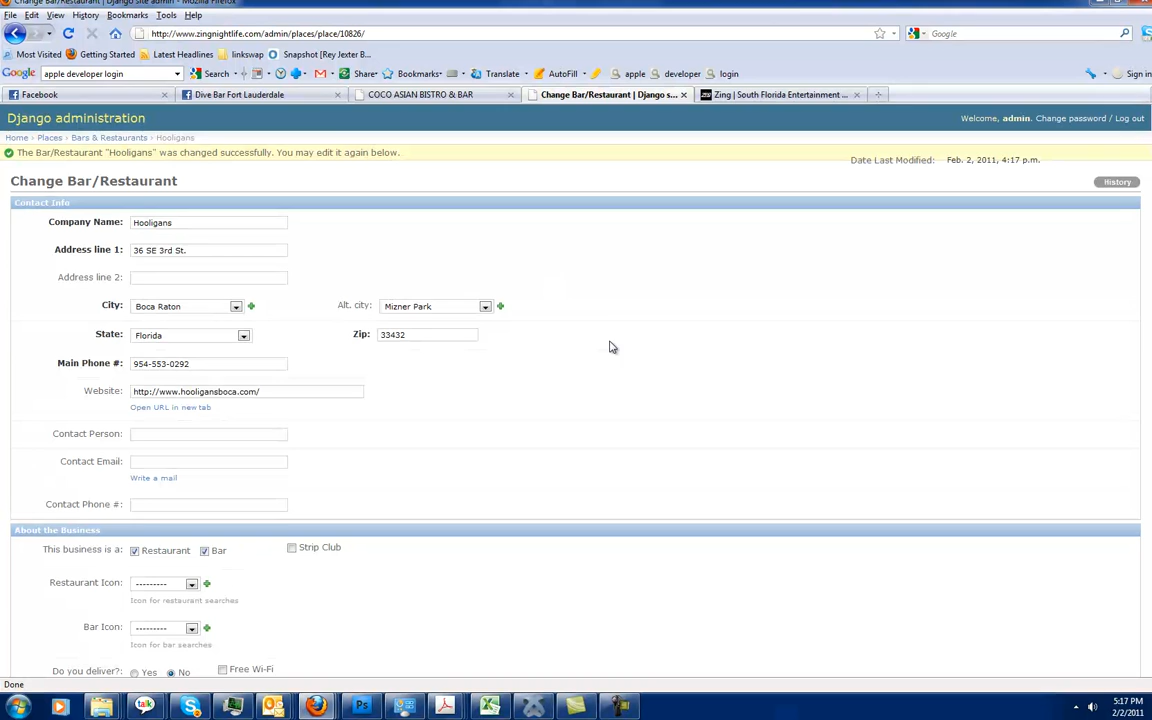 Change Bar/Restaurant | Django site admin - Mozilla Firefox
File Edit View History Bookmarks Tools Help
http://www.zingnightlife.com/admin/places/place/10826/
Google
Most Visited Getting Started Latest Headlines linkswap Snapshot [Rey Jexter B...
Google apple developer login Search Share Bookmarks Translate AutoFill apple developer login Sign in
Facebook Dive Bar Fort Lauderdale COCO ASIAN BISTRO & BAR Change Bar/Restaurant | Django s... Zing | South Florida Entertainment ...
Django administration Welcome, admin. Change password / Log out
Home › Places › Bars & Restaurants › Hooligans
The Bar/Restaurant "Hooligans" was changed successfully. You may edit it again below.
Date Last Modified: Feb. 2, 2011, 4:17 p.m.
Change Bar/Restaurant History
Contact Info
Company Name: Hooligans
Address line 1: 36 SE 3rd St.
Address line 2:
City: Boca Raton Alt. city: Mizner Park
State: Florida Zip: 33432
Main Phone #: 954-553-0292
Website: http://www.hooligansboca.com/
Open URL in new tab
Contact Person:
Contact Email:
Write a mail
Contact Phone #:
About the Business
This business is a: Restaurant Bar Strip Club
Restaurant Icon: ---------
Icon for restaurant searches
Bar Icon: ---------
Icon for bar searches
Do you deliver?: Yes No Free Wi-Fi
Done
talk Ps
5:17 PM
2/2/2011